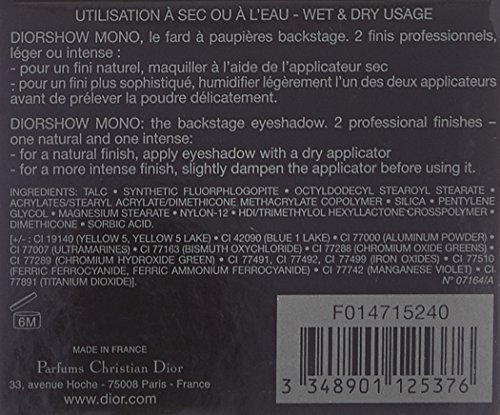 UTILISATION À SEC OU À L'EAU - WET & DRY USAGE
DIORSHOW MONO, le fard à paupières backstage. 2 finis professionnels,
léger ou intense :
- pour un fini naturel, maquiller à l'aide de l'applicateur sec
- pour un fini plus sophistiqué, humidifier légèrement l'un des deux applicateurs
avant de prélever la poudre délicatement.
DIORSHOW MONO: the backstage eyeshadow. 2 professional finishes –
one natural and one intense:
- for a natural finish, apply eyeshadow with a dry applicator
- for a more intense finish, slightly dampen the applicator before using it.
INGREDIENTS: TALC • SYNTHETIC FLUORPHLOGOPITE • OCTYLDODECYL STEAROYL STEARATE •
ACRYLATES/STEARYL ACRYLATE/DIMETHICONE METHACRYLATE COPOLYMER • SILICA • PENTYLENE
GLYCOL • MAGNESIUM STEARATE • NYLON-12 • HDI/TRIMETHYLOL HEXYLLACTONE CROSSPOLYMER •
DIMETHICONE • SORBIC ACID.
[+/- : CI 19140 (YELLOW 5, YELLOW 5 LAKE) • CI 42090 (BLUE 1 LAKE) • CI 77000 (ALUMINUM POWDER) •
CI 77007 (ULTRAMARINES) • CI 77163 (BISMUTH OXYCHLORIDE) • CI 77288 (CHROMIUM OXIDE GREENS) •
CI 77289 (CHROMIUM HYDROXIDE GREEN) • CI 77491, CI 77492, CI 77499 (IRON OXIDES) • CI 77510
(FERRIC FERROCYANIDE, FERRIC AMMONIUM FERROCYANIDE) • CI 77742 (MANGANESE VIOLET) • CI
77891 (TITANIUM DIOXIDE)].
N° 07164/A
6M
F014715240
MADE IN FRANCE
Parfums Christian Dior
33, avenue Hoche - 75008 Paris - France
www.dior.com
3 348901 125376